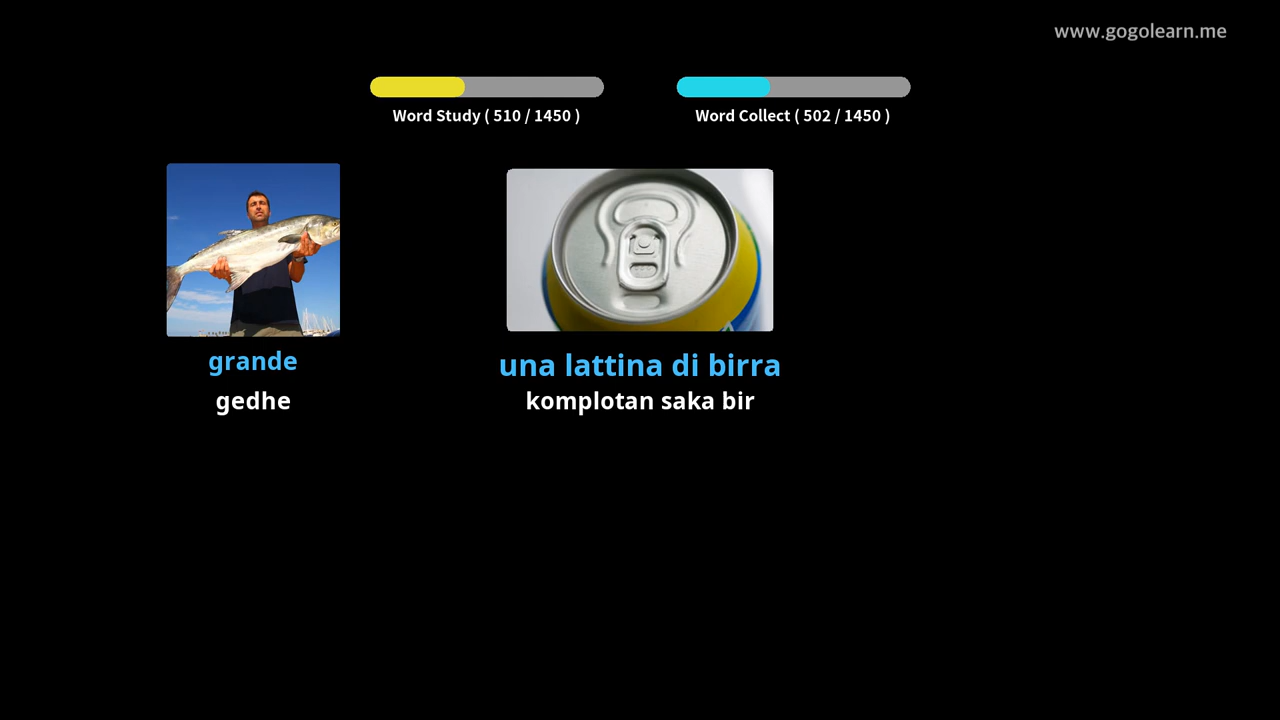 www.gogolearn.me
Word Study ( 510 / 1450 )
Word Collect ( 502 / 1450 )
grande
gedhe
una lattina di birra
komplotan saka bir